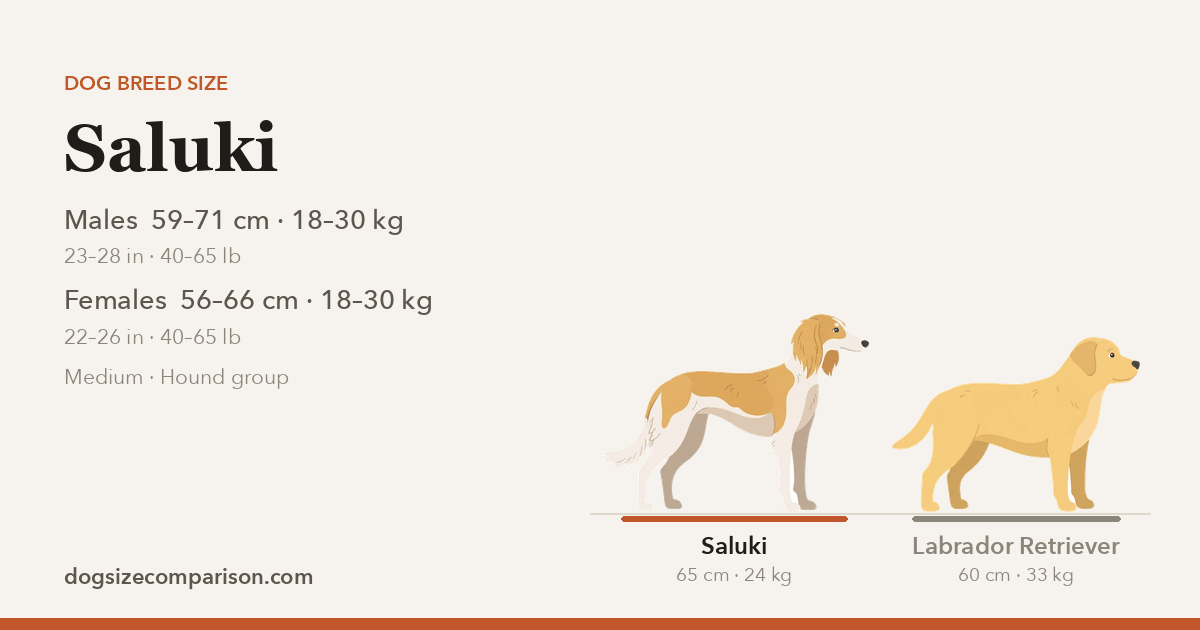 DOG BREED SIZE
Saluki
Males 59–71 cm · 18–30 kg
23–28 in · 40–65 lb
Females 56–66 cm · 18–30 kg
22–26 in · 40–65 lb
Medium · Hound group
Saluki
65 cm · 24 kg
Labrador Retriever
60 cm · 33 kg
dogsizecomparison.com